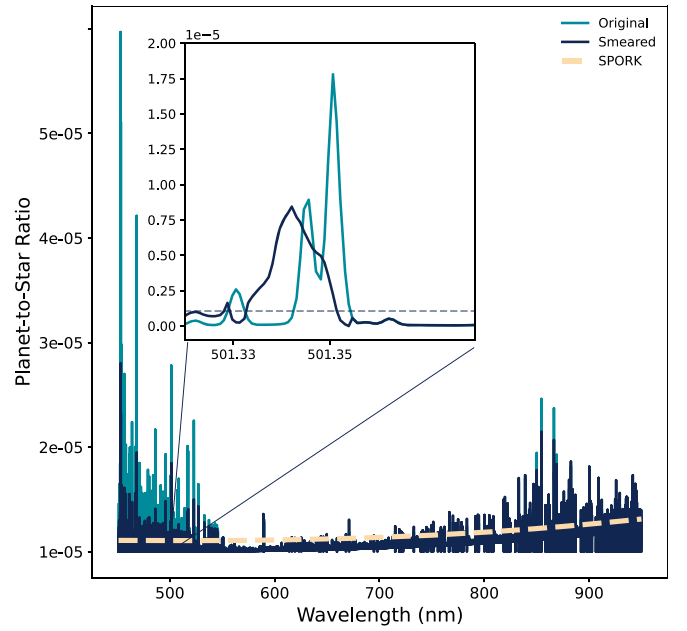 Original
Smeared
SPORK
1e−5
2.00
1.75
1.50
1.25
1.00
0.75
0.50
0.25
0.00
501.33 501.35
5e-05
4e-05
3e-05
2e-05
1e-05
Planet-to-Star Ratio
500 600 700 800 900
Wavelength (nm)